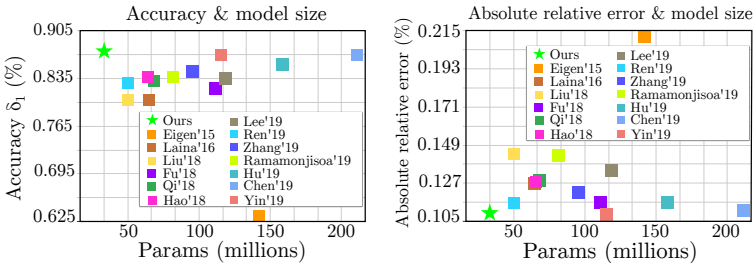 Accuracy & model size
Accuracy δ₁ (%)
0.905
0.835
0.765
0.695
0.625
Ours
Eigen'15
Laina'16
Liu'18
Fu'18
Qi'18
Hao'18
Lee'19
Ren'19
Zhang'19
Ramamonjisoa'19
Hu'19
Chen'19
Yin'19
50
100
150
200
Params (millions)
Absolute relative error & model size
Absolute relative error (%)
0.215
0.193
0.171
0.149
0.127
0.105
Ours
Eigen'15
Laina'16
Liu'18
Fu'18
Qi'18
Hao'18
Lee'19
Ren'19
Zhang'19
Ramamonjisoa'19
Hu'19
Chen'19
Yin'19
50
100
150
200
Params (millions)